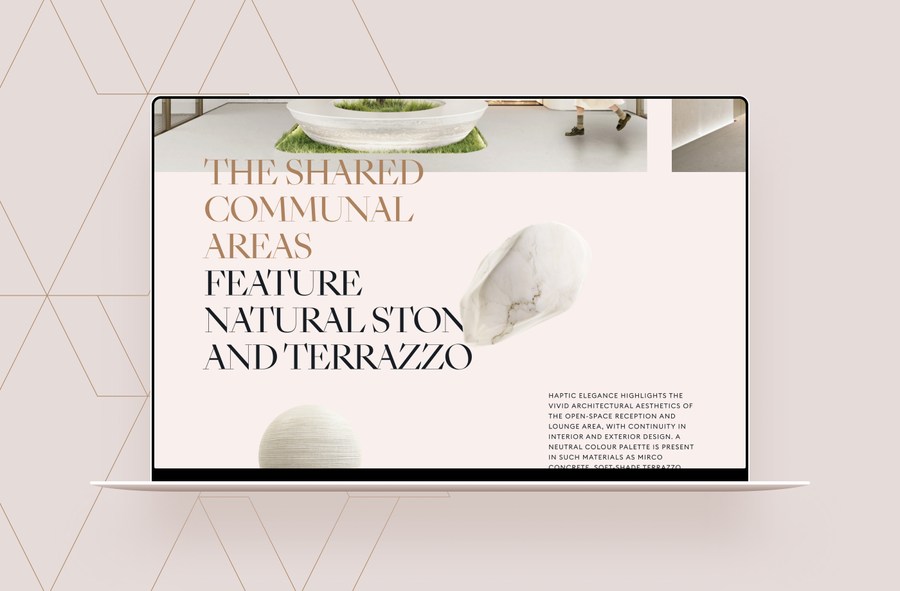 THE SHARED
COMMUNAL
AREAS
FEATURE
NATURAL STON
AND TERRAZZO
HAPTIC ELEGANCE HIGHLIGHTS THE
VIVID ARCHITECTURAL AESTHETICS OF
THE OPEN-SPACE RECEPTION AND
LOUNGE AREA, WITH CONTINUITY IN
INTERIOR AND EXTERIOR DESIGN. A
NEUTRAL COLOUR PALETTE IS PRESENT
IN SUCH MATERIALS AS MIRCO
CONCRETE, SOFT-SHADE TERRAZZO